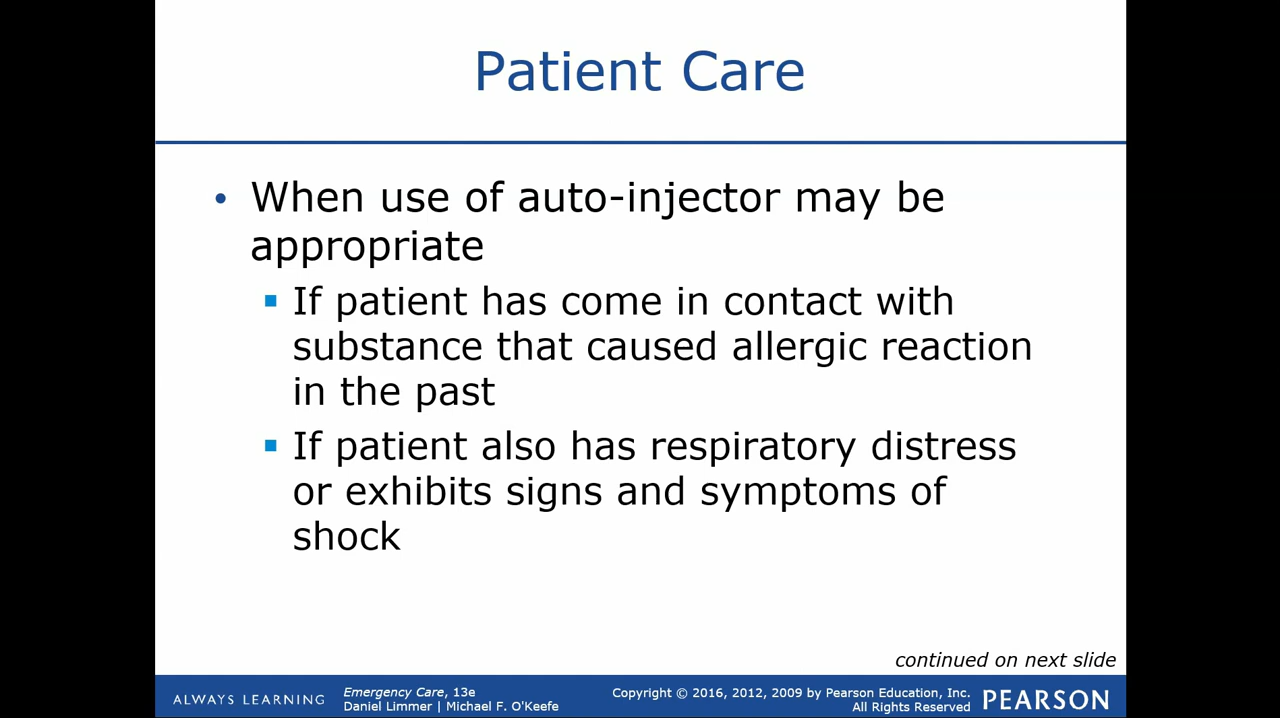 Patient Care
• When use of auto-injector may be
appropriate
▪ If patient has come in contact with
substance that caused allergic reaction
in the past
▪ If patient also has respiratory distress
or exhibits signs and symptoms of
shock
continued on next slide
ALWAYS LEARNING
Emergency Care, 13e
Daniel Limmer | Michael F. O'Keefe
Copyright © 2016, 2012, 2009 by Pearson Education, Inc.
All Rights Reserved
PEARSON